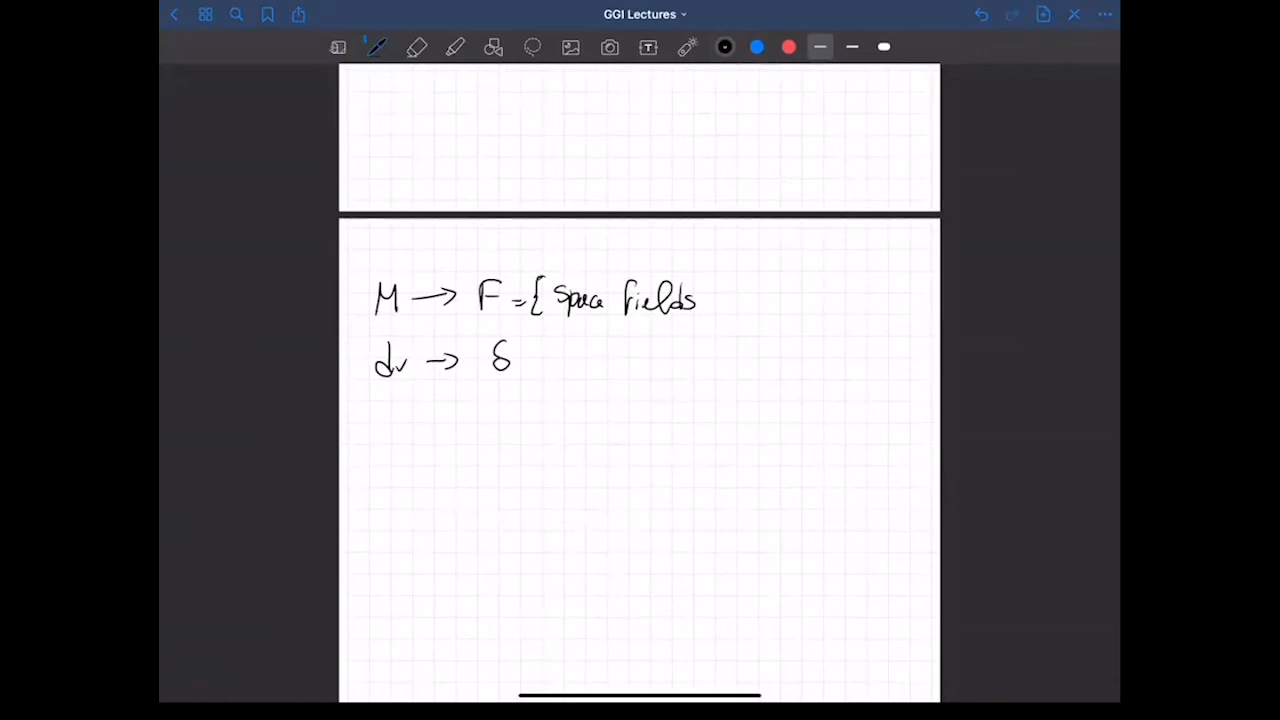 GGI Lectures
M → F = { Space fields
dv → δ